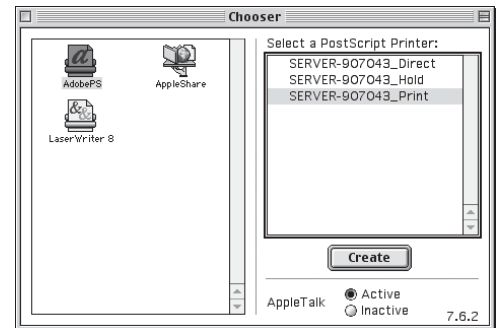 Chooser
AdobePS
AppleShare
LaserWriter 8
Select a PostScript Printer:
SERVER-907043_Direct
SERVER-907043_Hold
SERVER-907043_Print
Create
AppleTalk
Active
Inactive
7.6.2